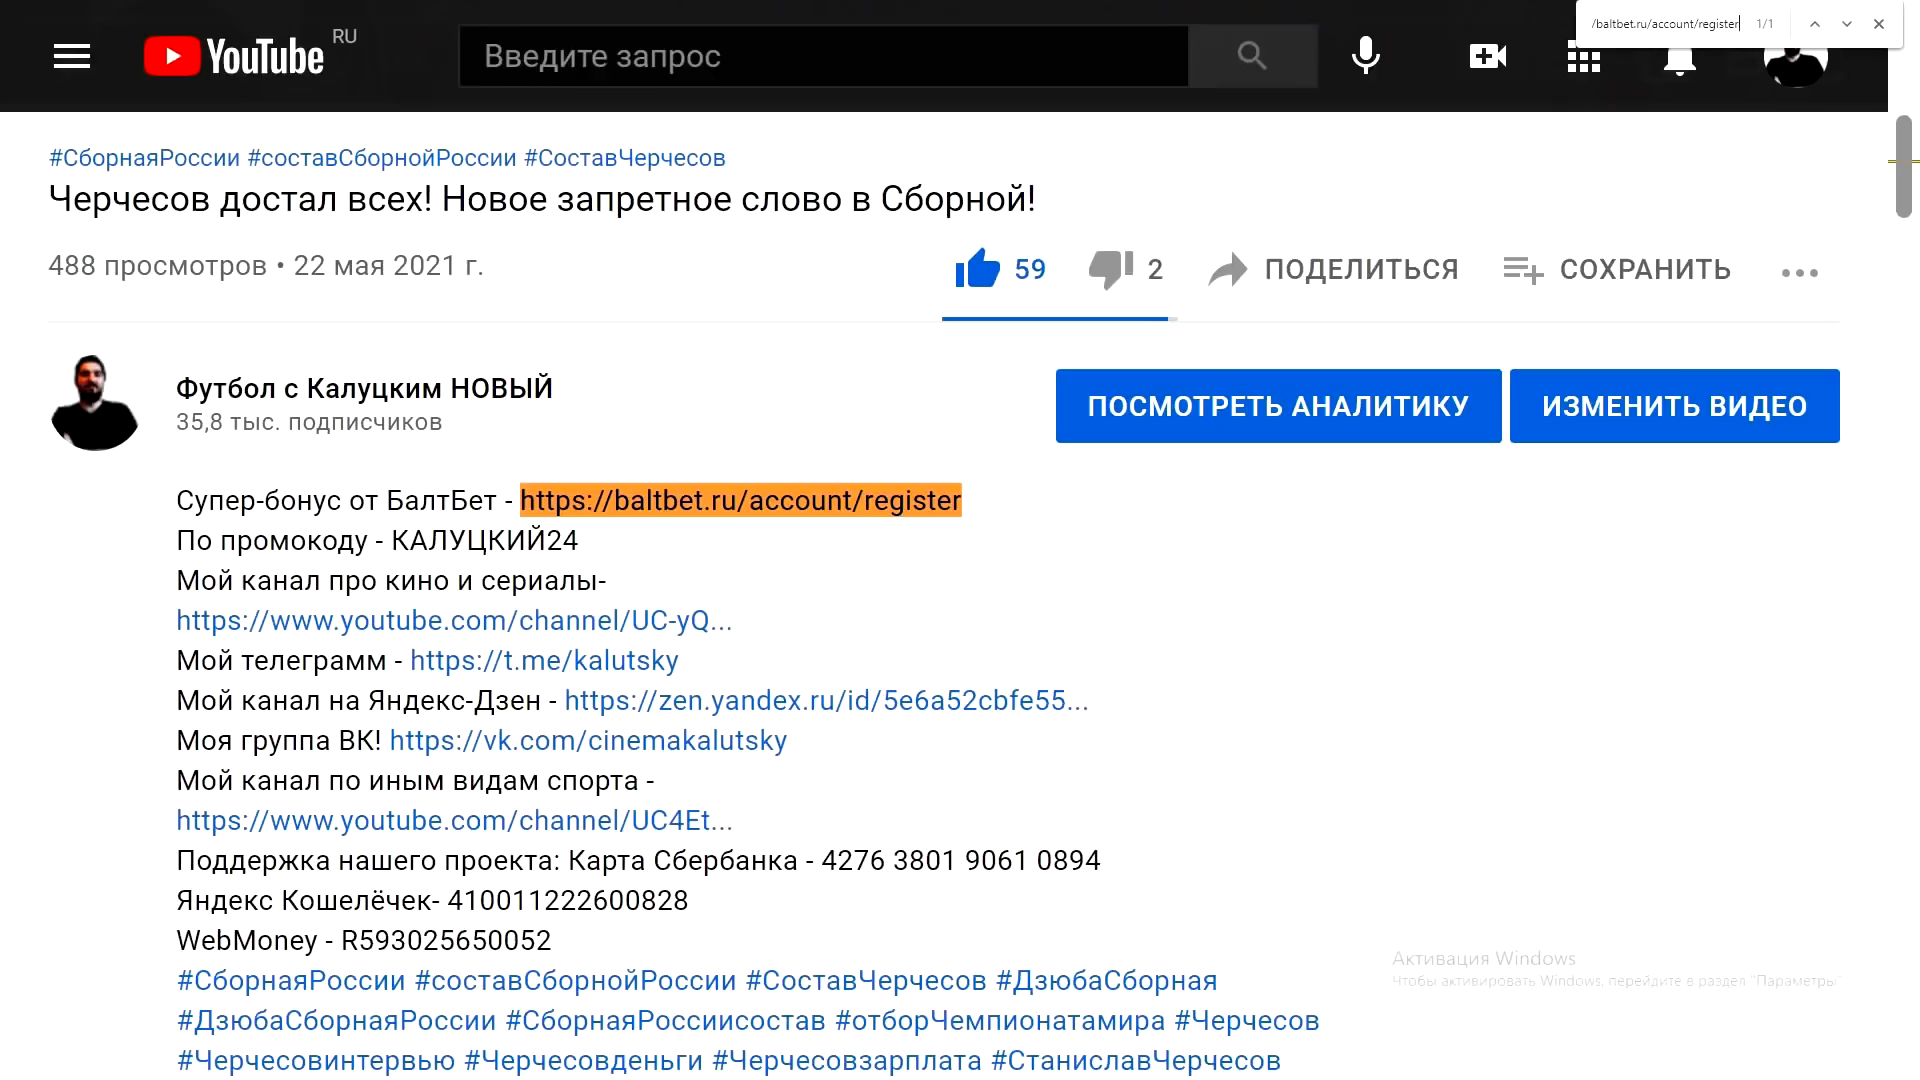 /baltbet.ru/account/register 1/1
YouTube RU
Введите запрос
#СборнаяРоссии #составСборнойРоссии #СоставЧерчесов
Черчесов достал всех! Новое запретное слово в Сборной!
488 просмотров • 22 мая 2021 г.
59 2 ПОДЕЛИТЬСЯ СОХРАНИТЬ
Футбол с Калуцким НОВЫЙ
35,8 тыс. подписчиков
ПОСМОТРЕТЬ АНАЛИТИКУ ИЗМЕНИТЬ ВИДЕО
Супер-бонус от БалтБет - https://baltbet.ru/account/register
По промокоду - КАЛУЦКИЙ24
Мой канал про кино и сериалы-
https://www.youtube.com/channel/UC-yQ...
Мой телеграмм - https://t.me/kalutsky
Мой канал на Яндекс-Дзен - https://zen.yandex.ru/id/5e6a52cbfe55...
Моя группа ВК! https://vk.com/cinemakalutsky
Мой канал по иным видам спорта -
https://www.youtube.com/channel/UC4Et...
Поддержка нашего проекта: Карта Сбербанка - 4276 3801 9061 0894
Яндекс Кошелёчек- 410011222600828
WebMoney - R593025650052
Активация Windows
Чтобы активировать Windows, перейдите в раздел "Параметры"
#СборнаяРоссии #составСборнойРоссии #СоставЧерчесов #ДзюбаСборная
#ДзюбаСборнаяРоссии #СборнаяРоссиисостав #отборЧемпионатамира #Черчесов
#Черчесовинтервью #Черчесовденьги #Черчесовзарплата #СтаниславЧерчесов